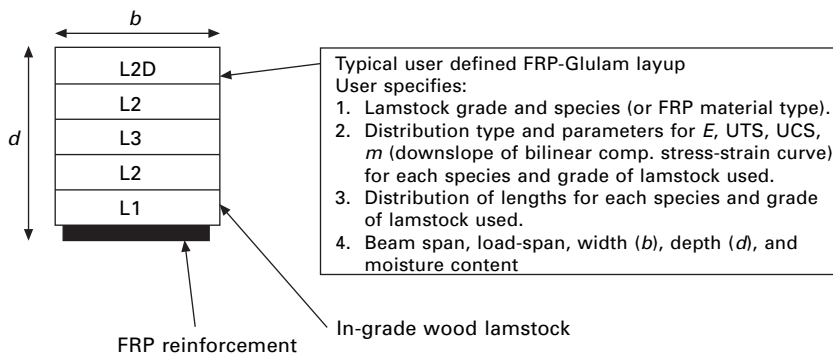 b
d
L2D
L2
L3
L2
L1
Typical user defined FRP-Glulam layup
User specifies:
1. Lamstock grade and species (or FRP material type).
2. Distribution type and parameters for E, UTS, UCS,
m (downslope of bilinear comp. stress-strain curve)
for each species and grade of lamstock used.
3. Distribution of lengths for each species and grade
of lamstock used.
4. Beam span, load-span, width (b), depth (d), and
moisture content
In-grade wood lamstock
FRP reinforcement